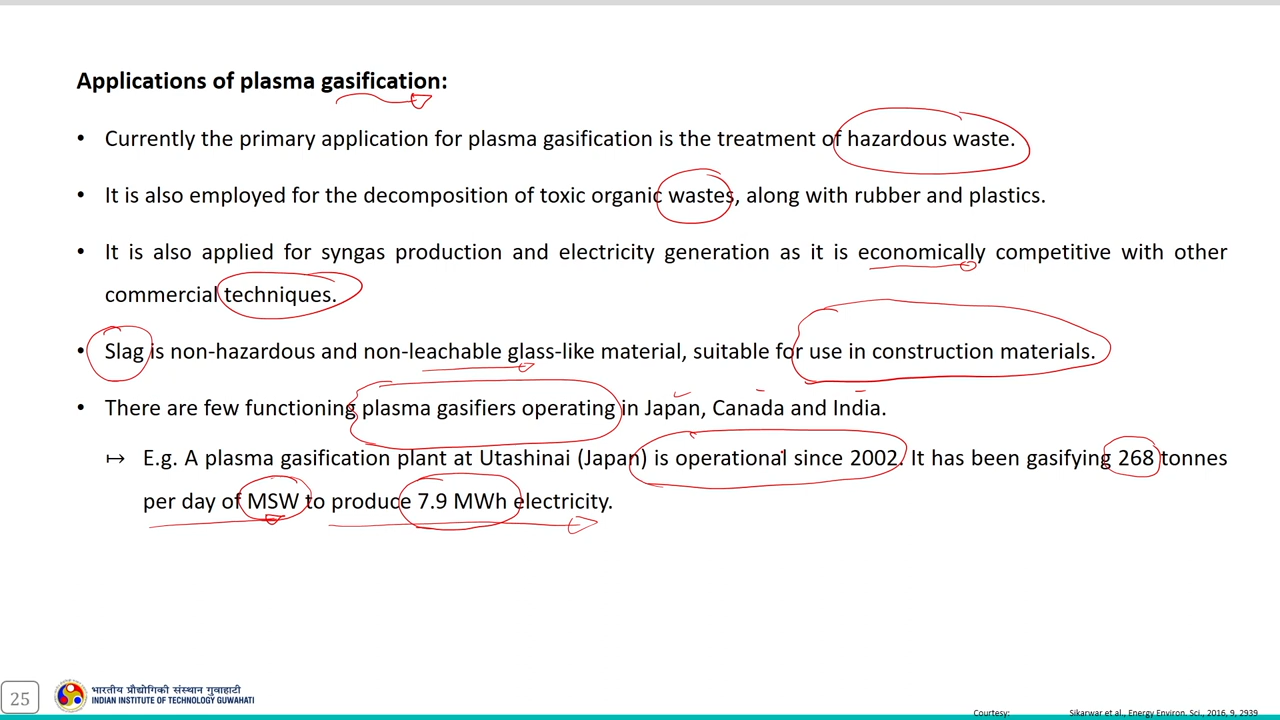 Applications of plasma gasification:
• Currently the primary application for plasma gasification is the treatment of hazardous waste.
• It is also employed for the decomposition of toxic organic wastes, along with rubber and plastics.
• It is also applied for syngas production and electricity generation as it is economically competitive with other
commercial techniques.
• Slag is non-hazardous and non-leachable glass-like material, suitable for use in construction materials.
• There are few functioning plasma gasifiers operating in Japan, Canada and India.
↦ E.g. A plasma gasification plant at Utashinai (Japan) is operational since 2002. It has been gasifying 268 tonnes
per day of MSW to produce 7.9 MWh electricity.
25
भारतीय प्रौद्योगिकी संस्थान गुवाहाटी
INDIAN INSTITUTE OF TECHNOLOGY GUWAHATI
Courtesy: Sikarwar et al., Energy Environ. Sci., 2016, 9, 2939